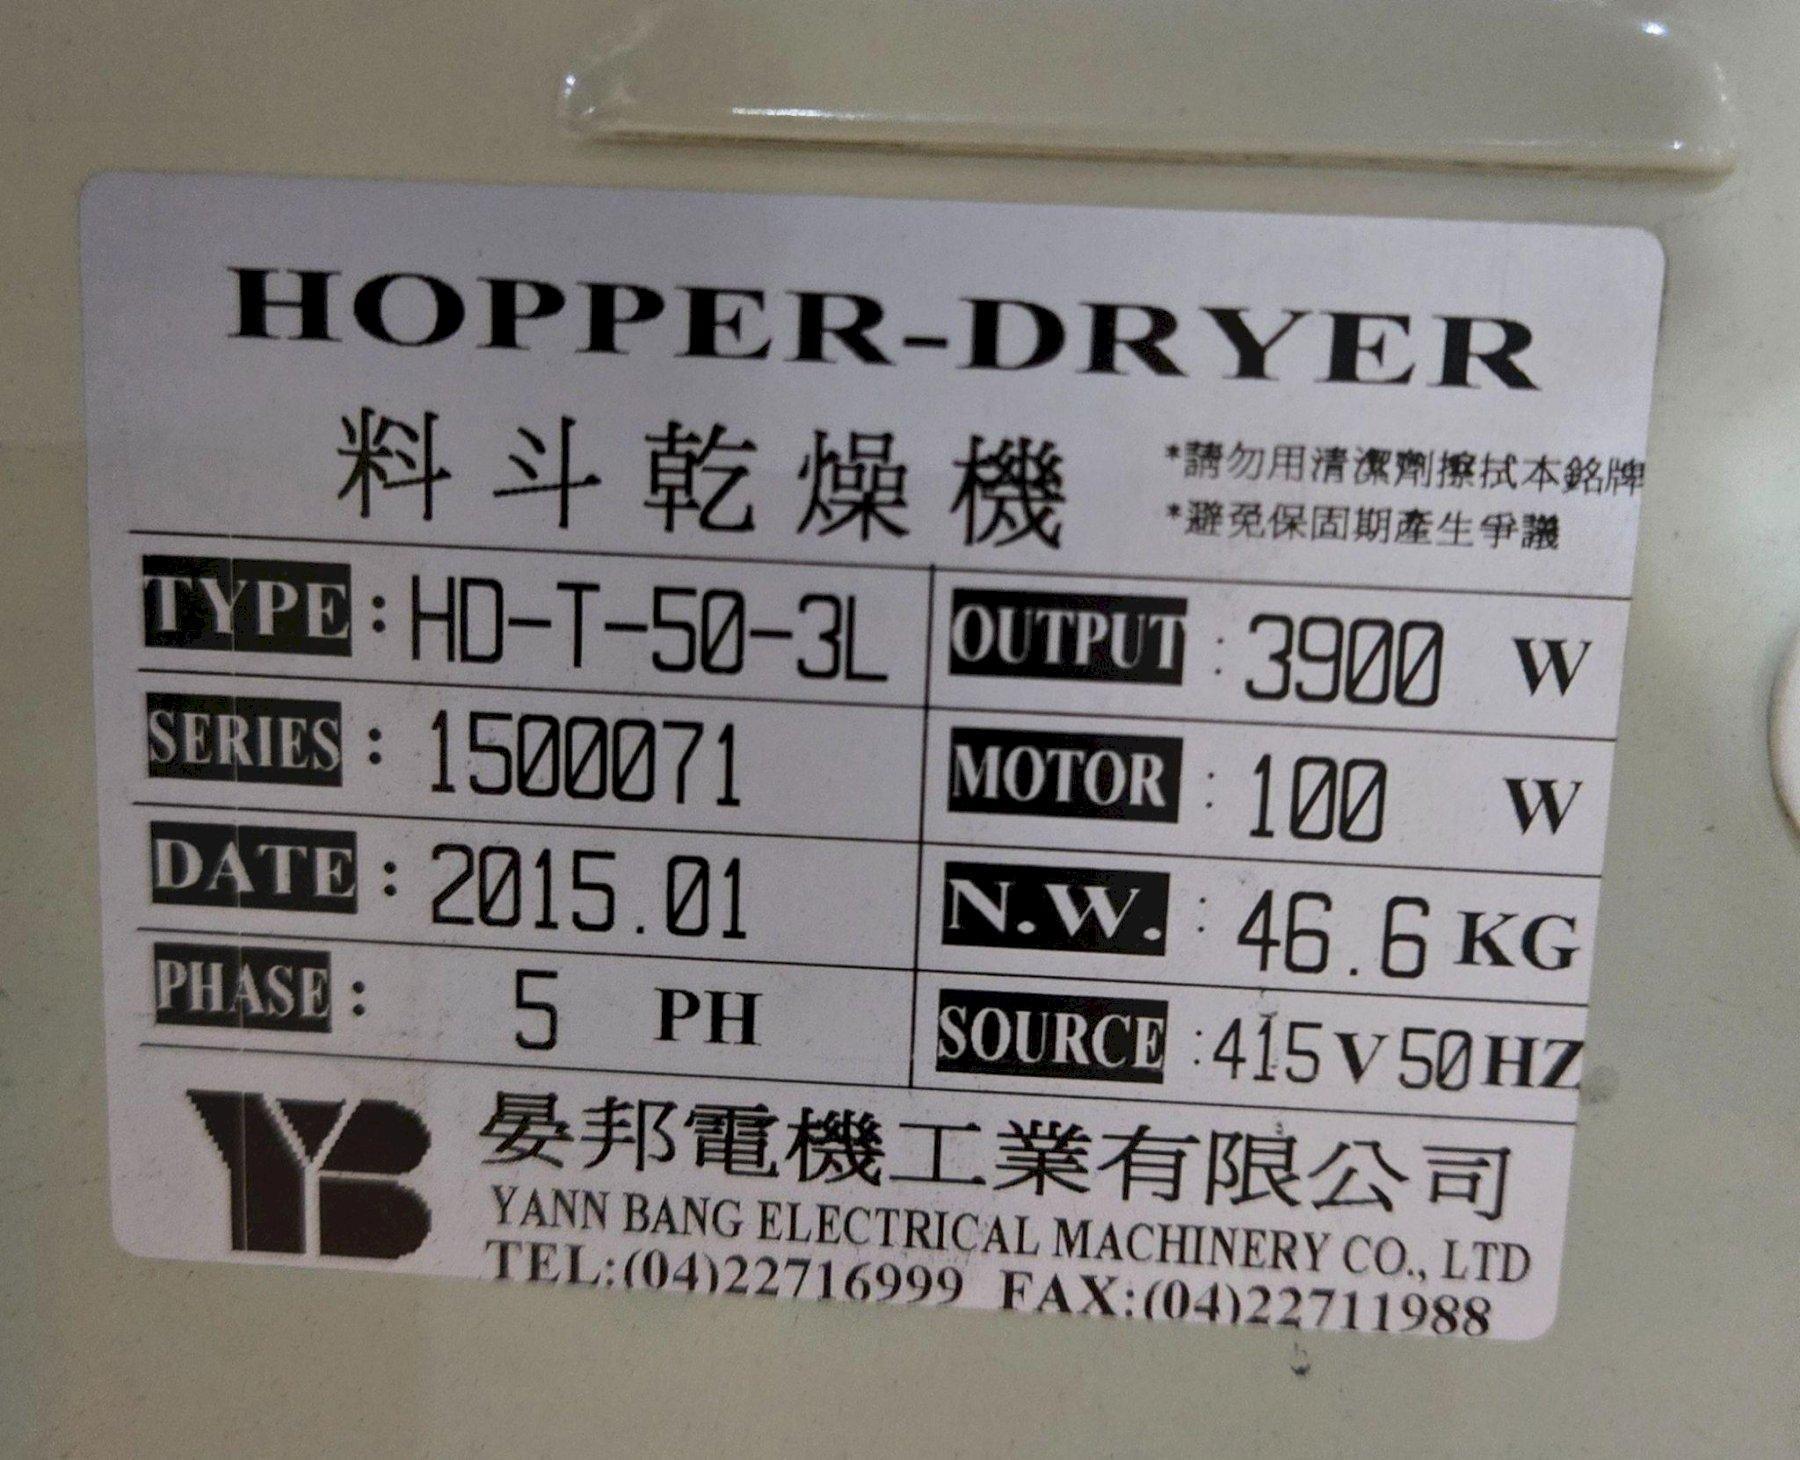 HOPPER-DRYER
料斗乾燥機
*請勿用清潔劑擦拭本銘牌
*避免保固期產生爭議
TYPE : HD-T-50-3L
OUTPUT : 3900 W
SERIES : 1500071
MOTOR : 100 W
DATE : 2015.01
N.W. : 46.6 KG
PHASE : 5 PH
SOURCE : 415 V 50 HZ
YB
晏邦電機工業有限公司
YANN BANG ELECTRICAL MACHINERY CO., LTD
TEL:(04)22716999 FAX:(04)22711988